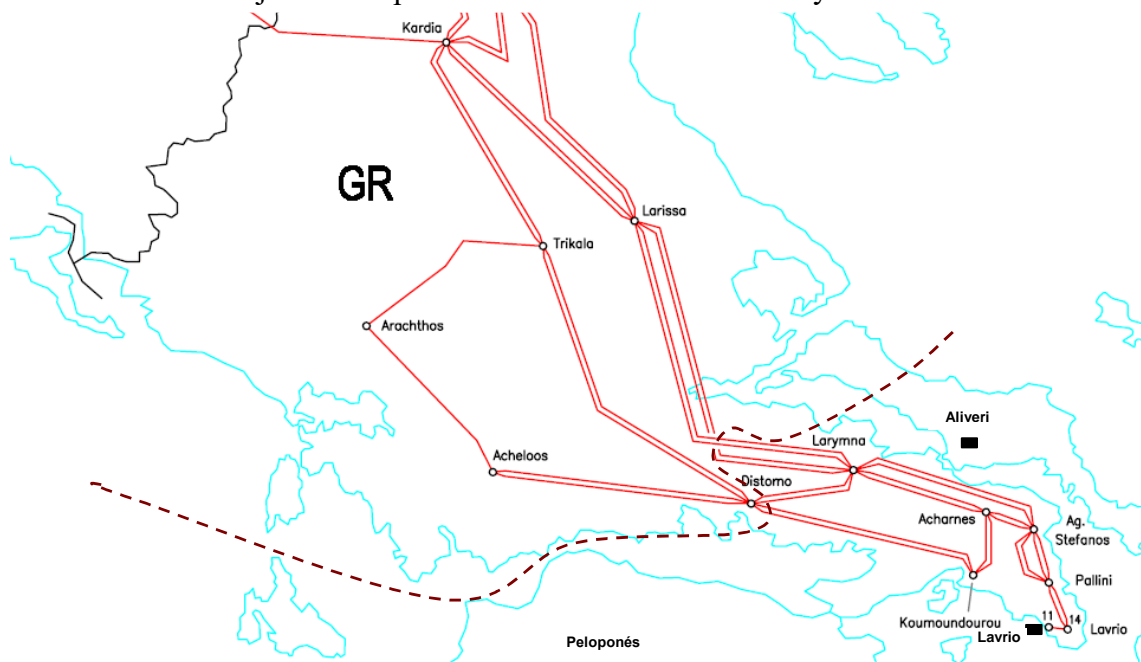 Kardia
GR
Larissa
Trikala
Arachthos
Aliveri
Larymna
Acheloos
Distomo
Acharnes
Ag.
Stefanos
Pallini
11
14
Koumoundourou
Lavrio
Lavrio
Peloponés